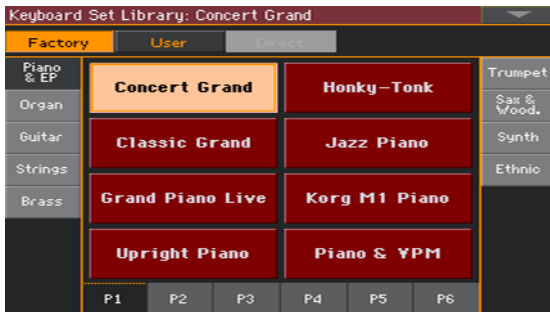 Keyboard Set Library: Concert Grand
Factory User Direct
Piano
& EP
Organ
Guitar
Strings
Brass
Concert Grand
Honky-Tonk
Classic Grand
Jazz Piano
Grand Piano Live
Korg M1 Piano
Upright Piano
Piano & VPM
Trumpet
Sax &
Wood.
Synth
Ethnic
P1 P2 P3 P4 P5 P6